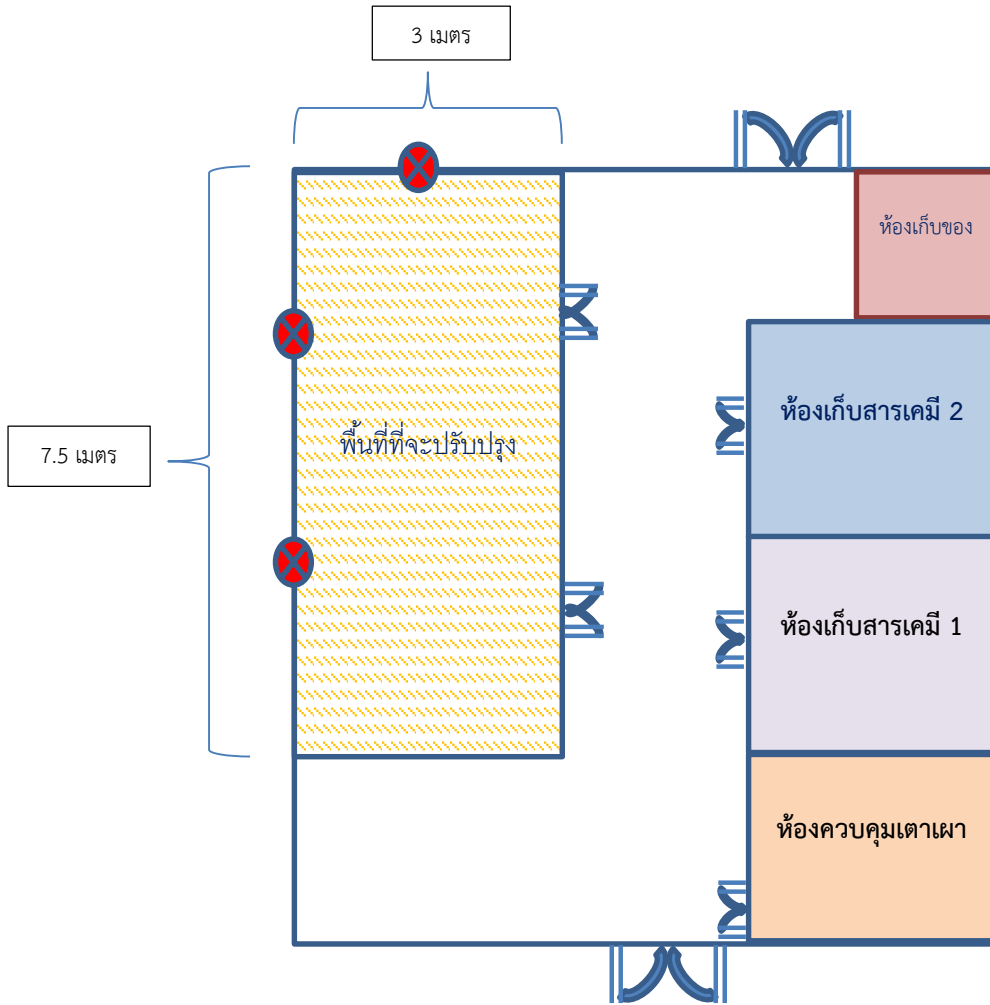 3 เมตร
ห้องเก็บของ
ห้องเก็บสารเคมี 2
พื้นที่ที่จะปรับปรุง
7.5 เมตร
ห้องเก็บสารเคมี 1
ห้องควบคุมเตาเผา